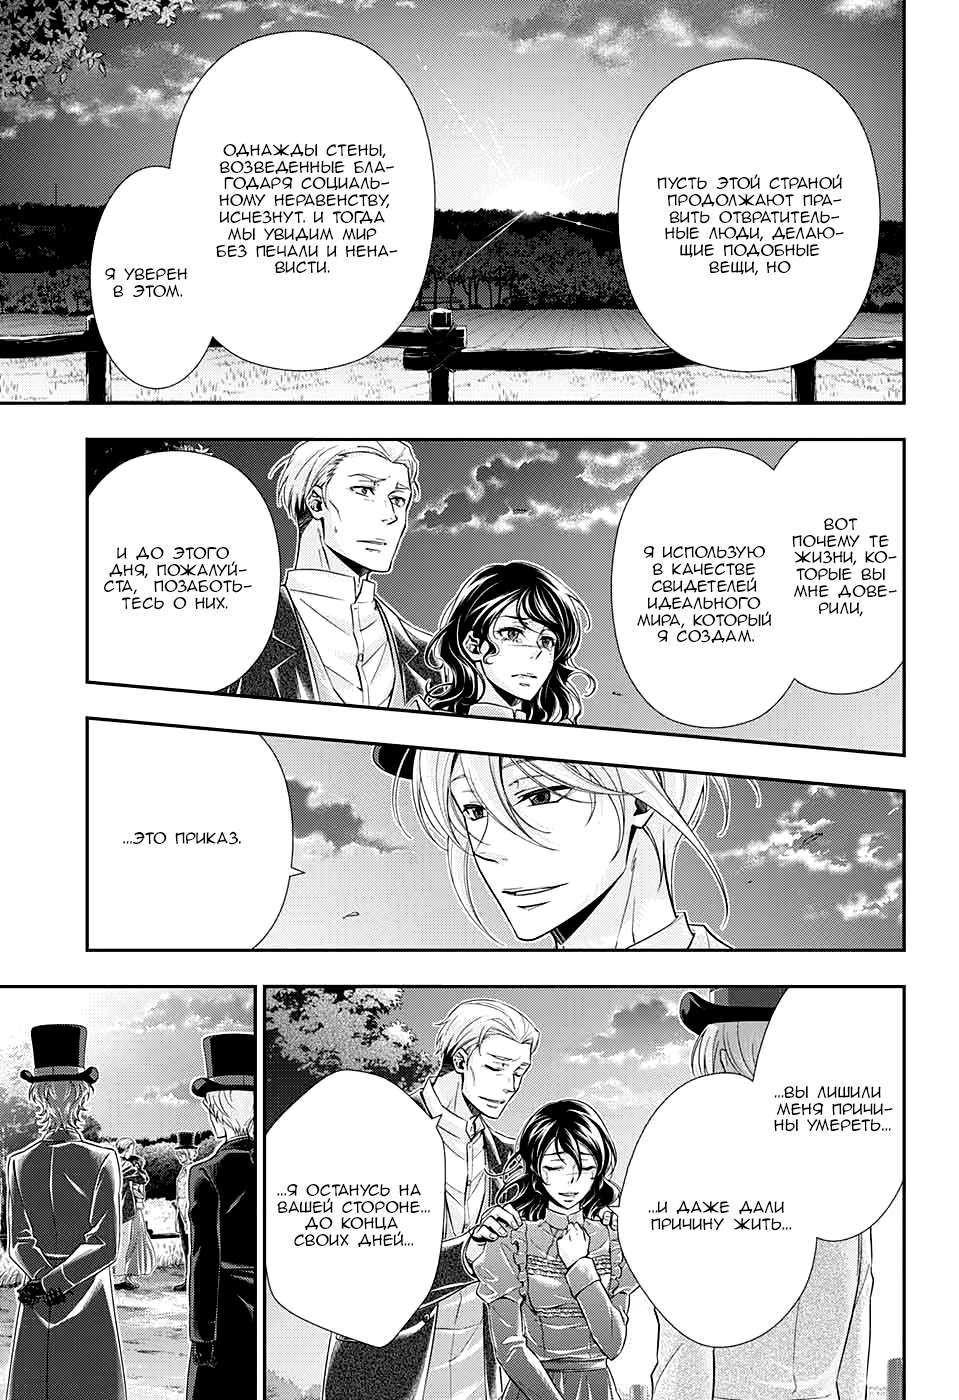 ПУСТЬ ЭТОЙ СТРАНОЙ
ПРОДОЛЖАЮТ ПРА-
ВИТЬ ОТВРАТИТЕЛЬ-
НЫЕ ЛЮДИ, ДЕЛАЮ-
ЩИЕ ПОДОБНЫЕ
ВЕЩИ, НО
ОДНАЖДЫ СТЕНЫ,
ВОЗВЕДЕННЫЕ БЛА-
ГОДАРЯ СОЦИАЛЬ-
НОМУ НЕРАВЕНСТВУ,
ИСЧЕЗНУТ. И ТОГДА
МЫ УВИДИМ МИР
БЕЗ ПЕЧАЛИ И НЕНА-
ВИСТИ.
Я УВЕРЕН
В ЭТОМ.
ВОТ
ПОЧЕМУ ТЕ
ЖИЗНИ, КО-
ТОРЫЕ ВЫ
МНЕ ДОВЕ-
РИЛИ,
Я ИСПОЛЬЗУЮ
В КАЧЕСТВЕ
СВИДЕТЕЛЕЙ
ИДЕАЛЬНОГО
МИРА, КОТОРЫЙ
Я СОЗДАМ.
И ДО ЭТОГО
ДНЯ, ПОЖАЛУЙ-
СТА, ПОЗАБОТЬ-
ТЕСЬ О НИХ.
...ЭТО ПРИКАЗ.
...ВЫ ЛИШИЛИ
МЕНЯ ПРИЧИ-
НЫ УМЕРЕТЬ...
...И ДАЖЕ ДАЛИ
ПРИЧИНУ ЖИТЬ...
...Я ОСТАНУСЬ НА
ВАШЕЙ СТОРОНЕ...
ДО КОНЦА
СВОИХ ДНЕЙ...